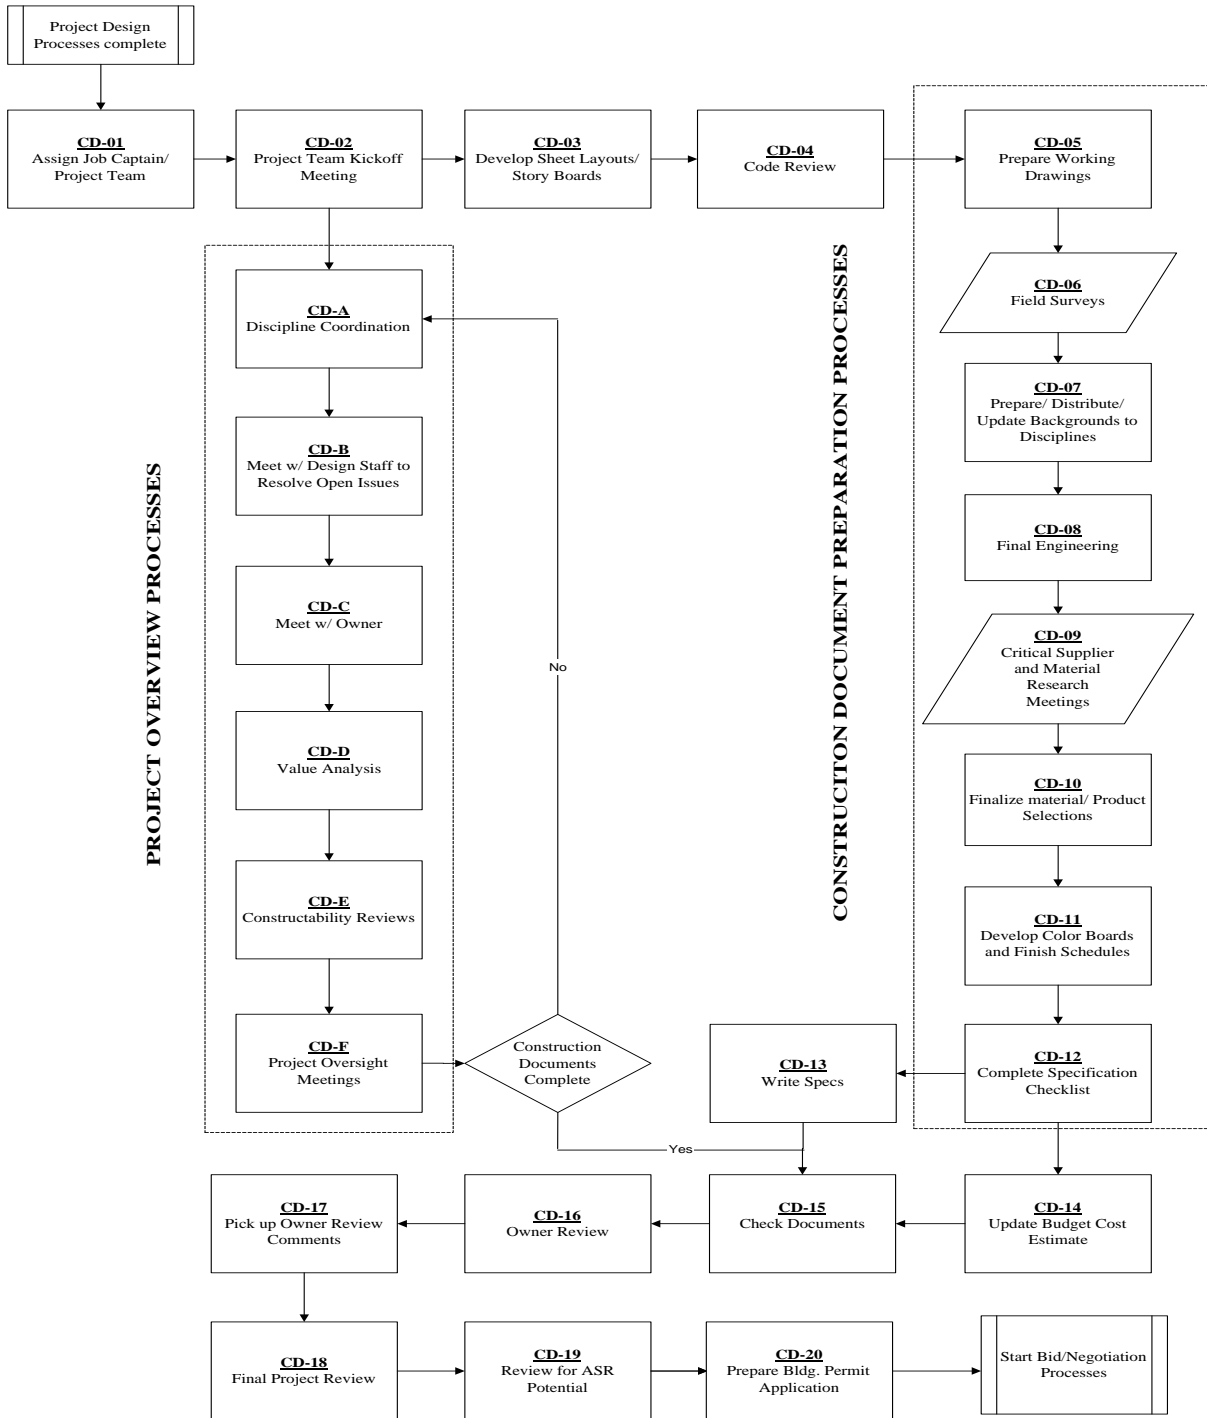 Project Design
Processes complete
CD-01
Assign Job Captain/
Project Team
CD-02
Project Team Kickoff
Meeting
CD-03
Develop Sheet Layouts/
Story Boards
CD-04
Code Review
CD-05
Prepare Working
Drawings
PROJECT OVERVIEW PROCESSES
CD-A
Discipline Coordination
CD-B
Meet w/ Design Staff to
Resolve Open Issues
CD-C
Meet w/ Owner
CD-D
Value Analysis
CD-E
Constructability Reviews
CD-F
Project Oversight
Meetings
Construction
Documents
Complete
No
Yes
CONSTRUCITON DOCUMENT PREPARATION PROCESSES
CD-06
Field Surveys
CD-07
Prepare/ Distribute/
Update Backgrounds to
Disciplines
CD-08
Final Engineering
CD-09
Critical Supplier
and Material
Research
Meetings
CD-10
Finalize material/ Product
Selections
CD-11
Develop Color Boards
and Finish Schedules
CD-12
Complete Specification
Checklist
CD-13
Write Specs
CD-14
Update Budget Cost
Estimate
CD-15
Check Documents
CD-16
Owner Review
CD-17
Pick up Owner Review
Comments
CD-18
Final Project Review
CD-19
Review for ASR
Potential
CD-20
Prepare Bldg. Permit
Application
Start Bid/Negotiation
Processes